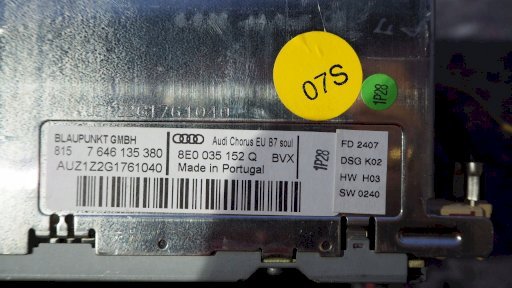 07S
1P28
C1761040
BLAUPUNKT GMBH
815 7 646 135 380
AUZ1Z2G1761040
Audi Chorus EU B7 soul
8E0 035 152 Q BVX
Made in Portugal
1P28
FD 2407
DSG K02
HW H03
SW 0240